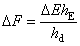 ΔF = ΔEh_E / h_d